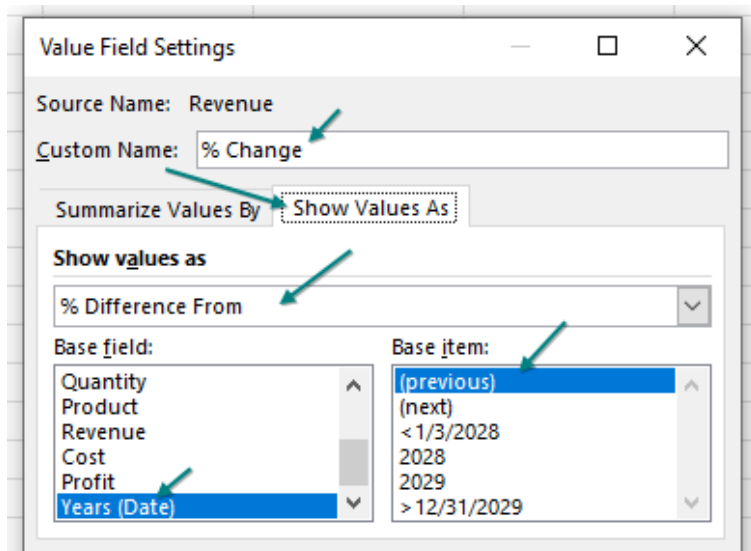 Value Field Settings
Source Name: Revenue
Custom Name: % Change
Summarize Values By Show Values As
Show values as
% Difference From
Base field: Base item:
Quantity (previous)
Product (next)
Revenue <1/3/2028
Cost 2028
Profit 2029
Years (Date) >12/31/2029